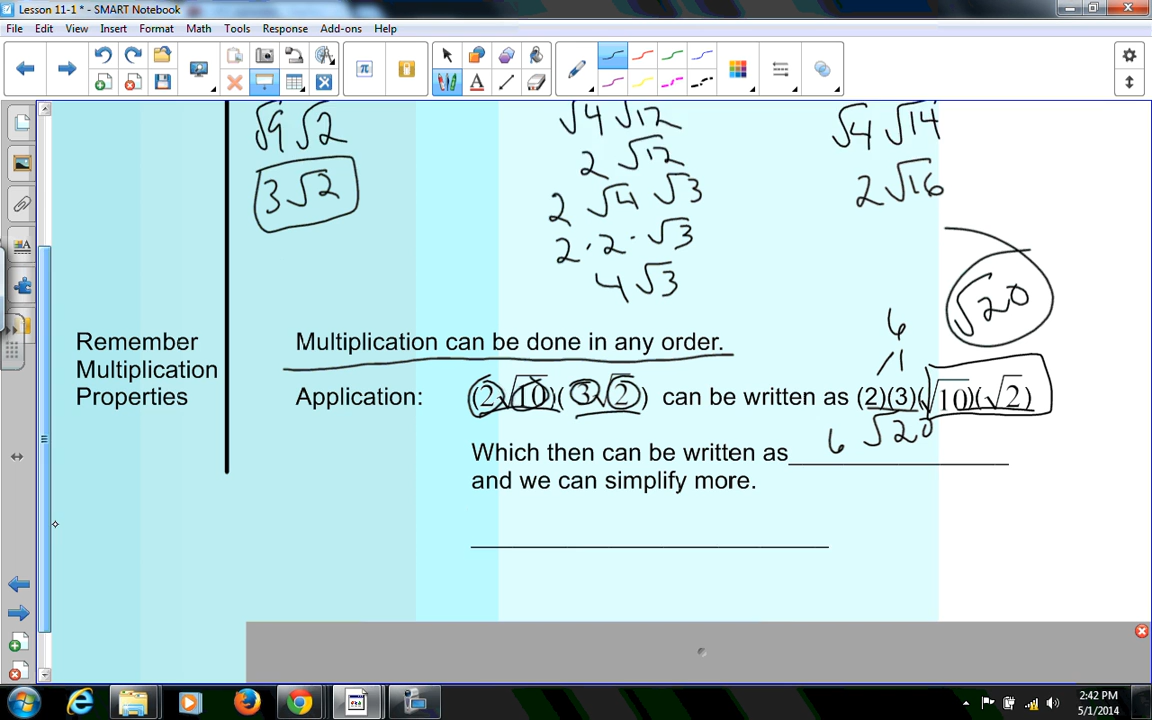 Lesson 11-1 * - SMART Notebook
File Edit View Insert Format Math Tools Response Add-ons Help
√9 √2
3√2
√4 √12
2 √12
2 √4 √3
2 · 2 · √3
4√3
√4 √14
2√16
√20
6
Remember
Multiplication
Properties
Multiplication can be done in any order.
Application: (2√10)(3√2) can be written as (2)(3)(√10)(√2)
6 √20
Which then can be written as____________________
and we can simplify more.
________________________________
2:42 PM
5/1/2014